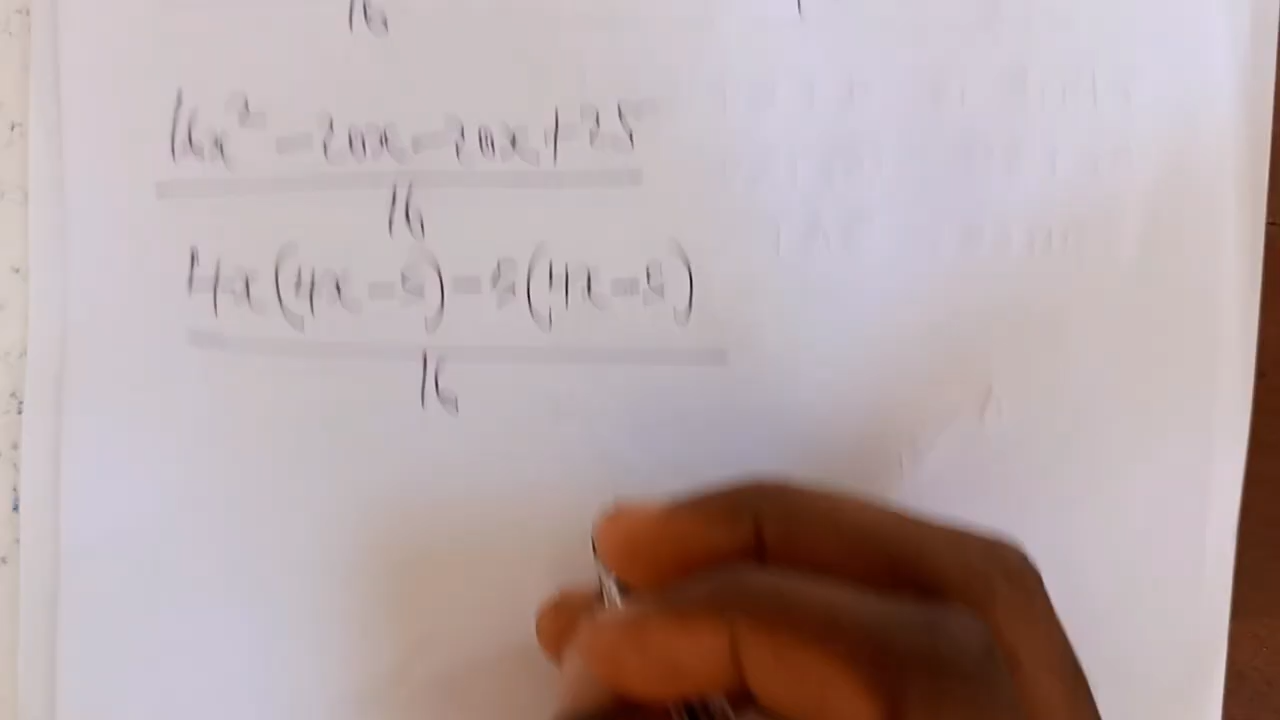 16
16x² - 20x - 20x + 25
16
4x(4x - 5) - 5(4x - 5)
16